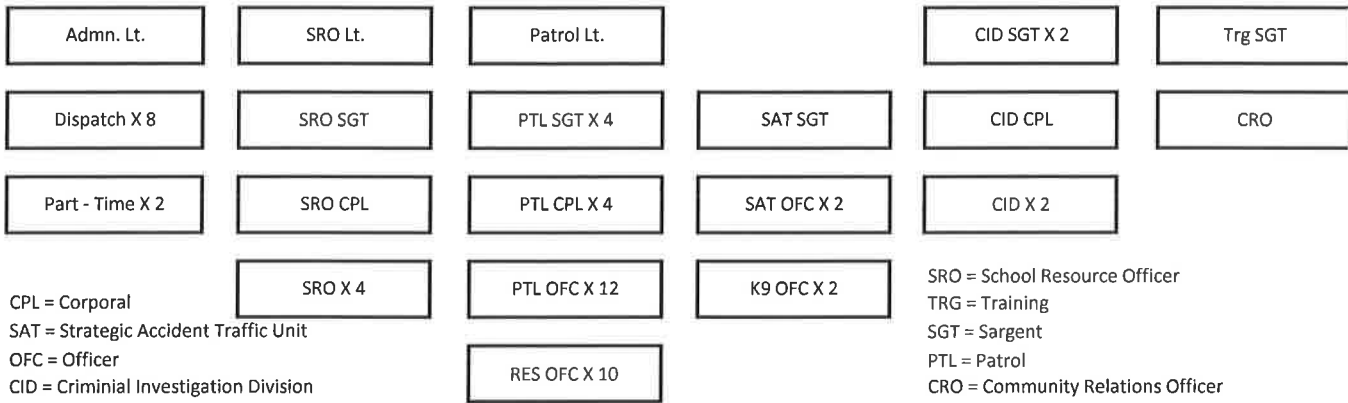 Admn. Lt.
SRO Lt.
Patrol Lt.
CID SGT X 2
Trg SGT
Dispatch X 8
SRO SGT
PTL SGT X 4
SAT SGT
CID CPL
CRO
Part - Time X 2
SRO CPL
PTL CPL X 4
SAT OFC X 2
CID X 2
SRO X 4
PTL OFC X 12
K9 OFC X 2
RES OFC X 10
CPL = Corporal
SAT = Strategic Accident Traffic Unit
OFC = Officer
CID = Criminial Investigation Division
SRO = School Resource Officer
TRG = Training
SGT = Sargent
PTL = Patrol
CRO = Community Relations Officer